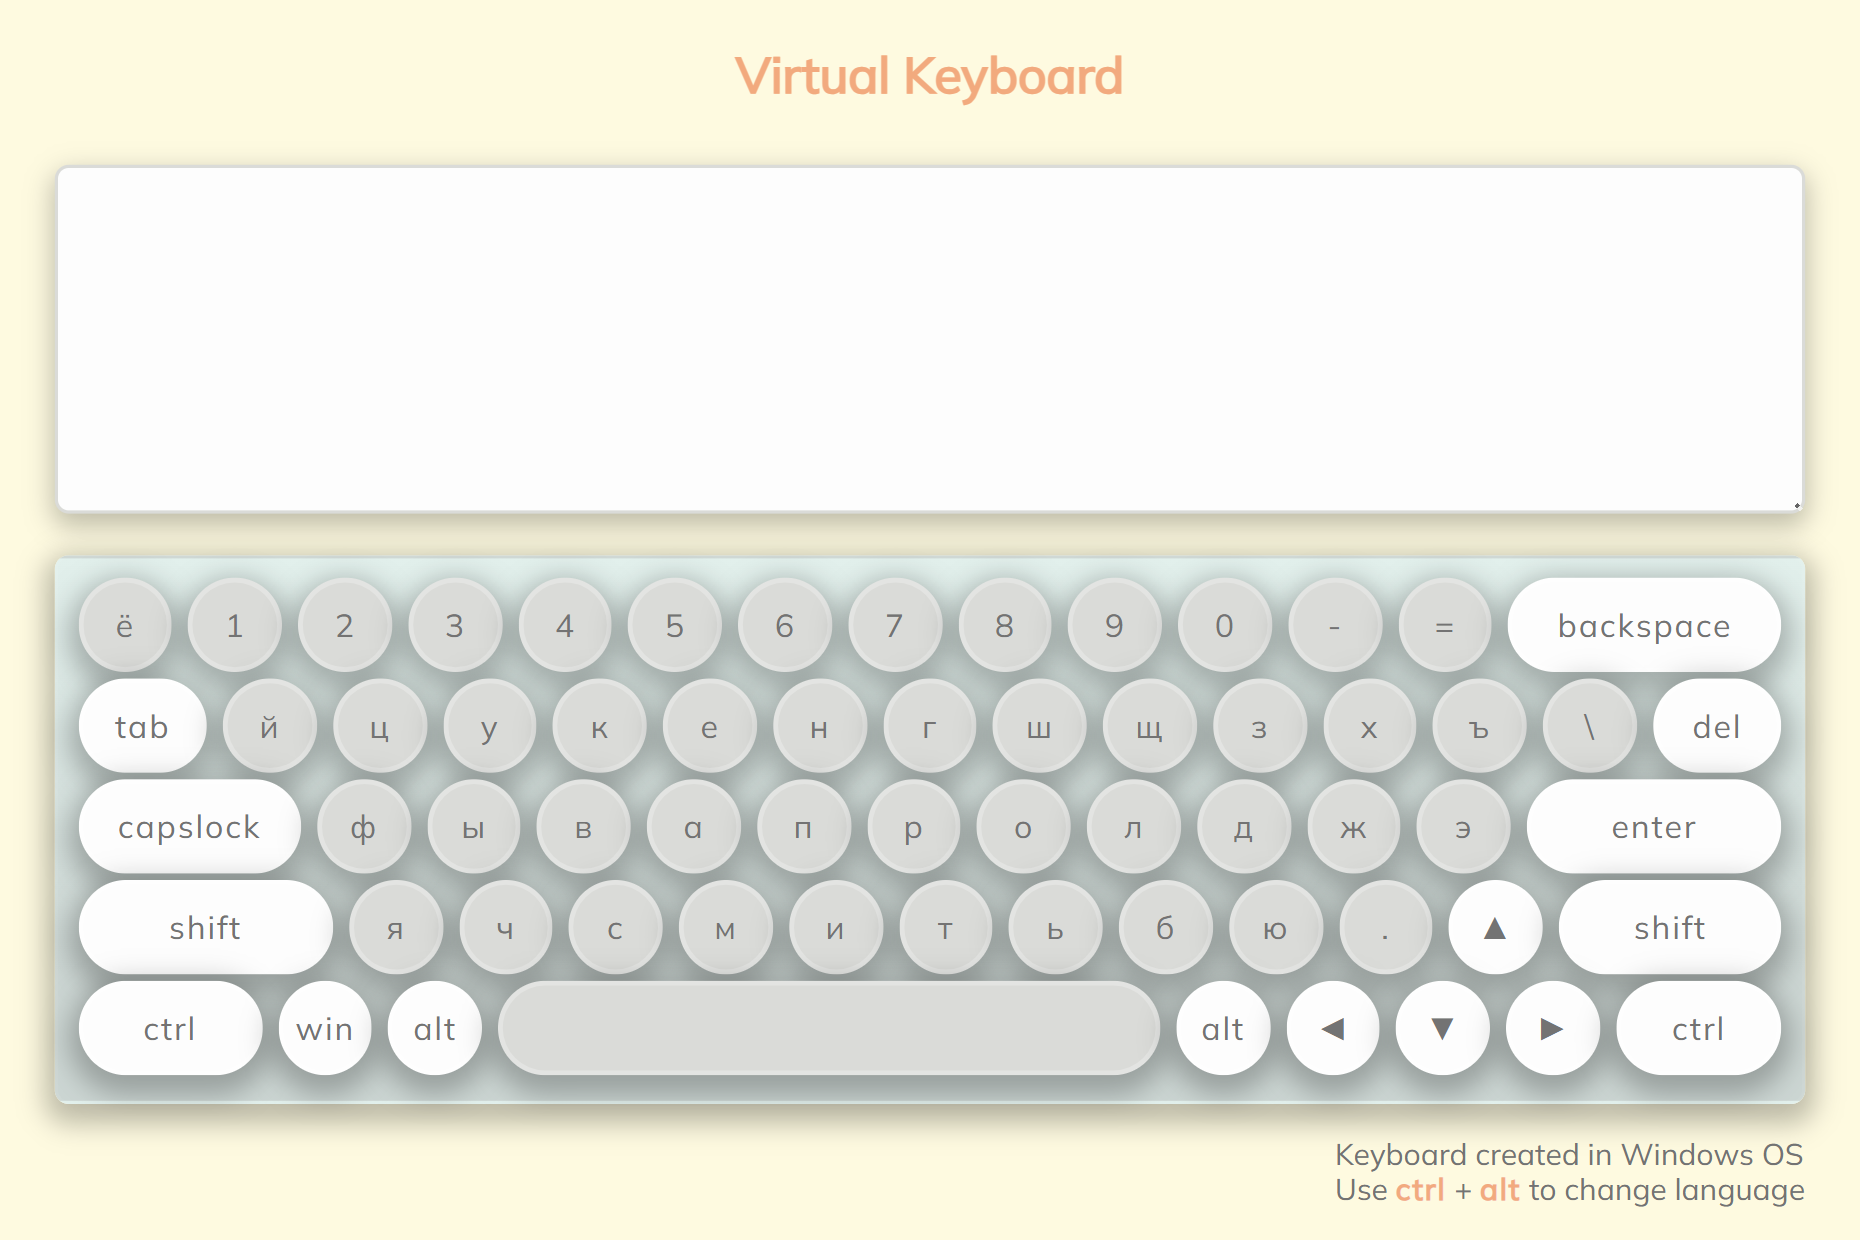 Virtual Keyboard
ё 1 2 3 4 5 6 7 8 9 0 - = backspace
tab й ц у к е н г ш щ з х ъ \ del
capslock ф ы в а п р о л д ж э enter
shift я ч с м и т ь б ю . ▲ shift
ctrl win alt alt ◄ ▼ ► ctrl
Keyboard created in Windows OS
Use ctrl + alt to change language